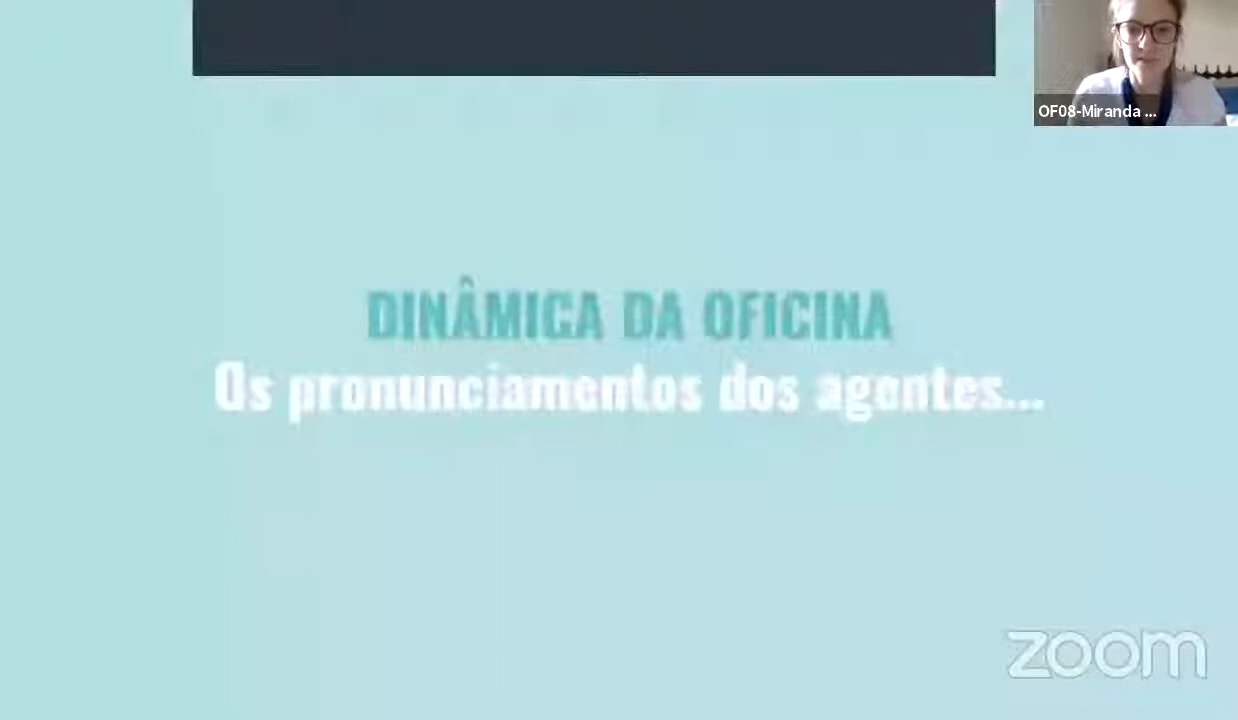 OF08-Miranda ...
DINÂMICA DA OFICINA
Os pronunciamentos dos agentes...
zoom